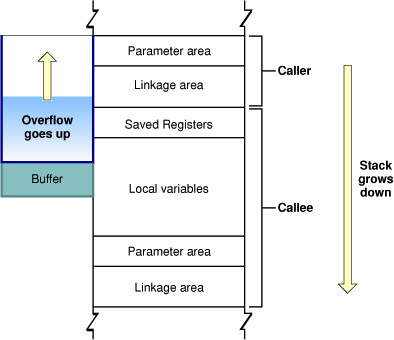 Parameter area
Linkage area
Caller
Overflow
goes up
Saved Registers
Buffer
Local variables
Callee
Stack
grows
down
Parameter area
Linkage area